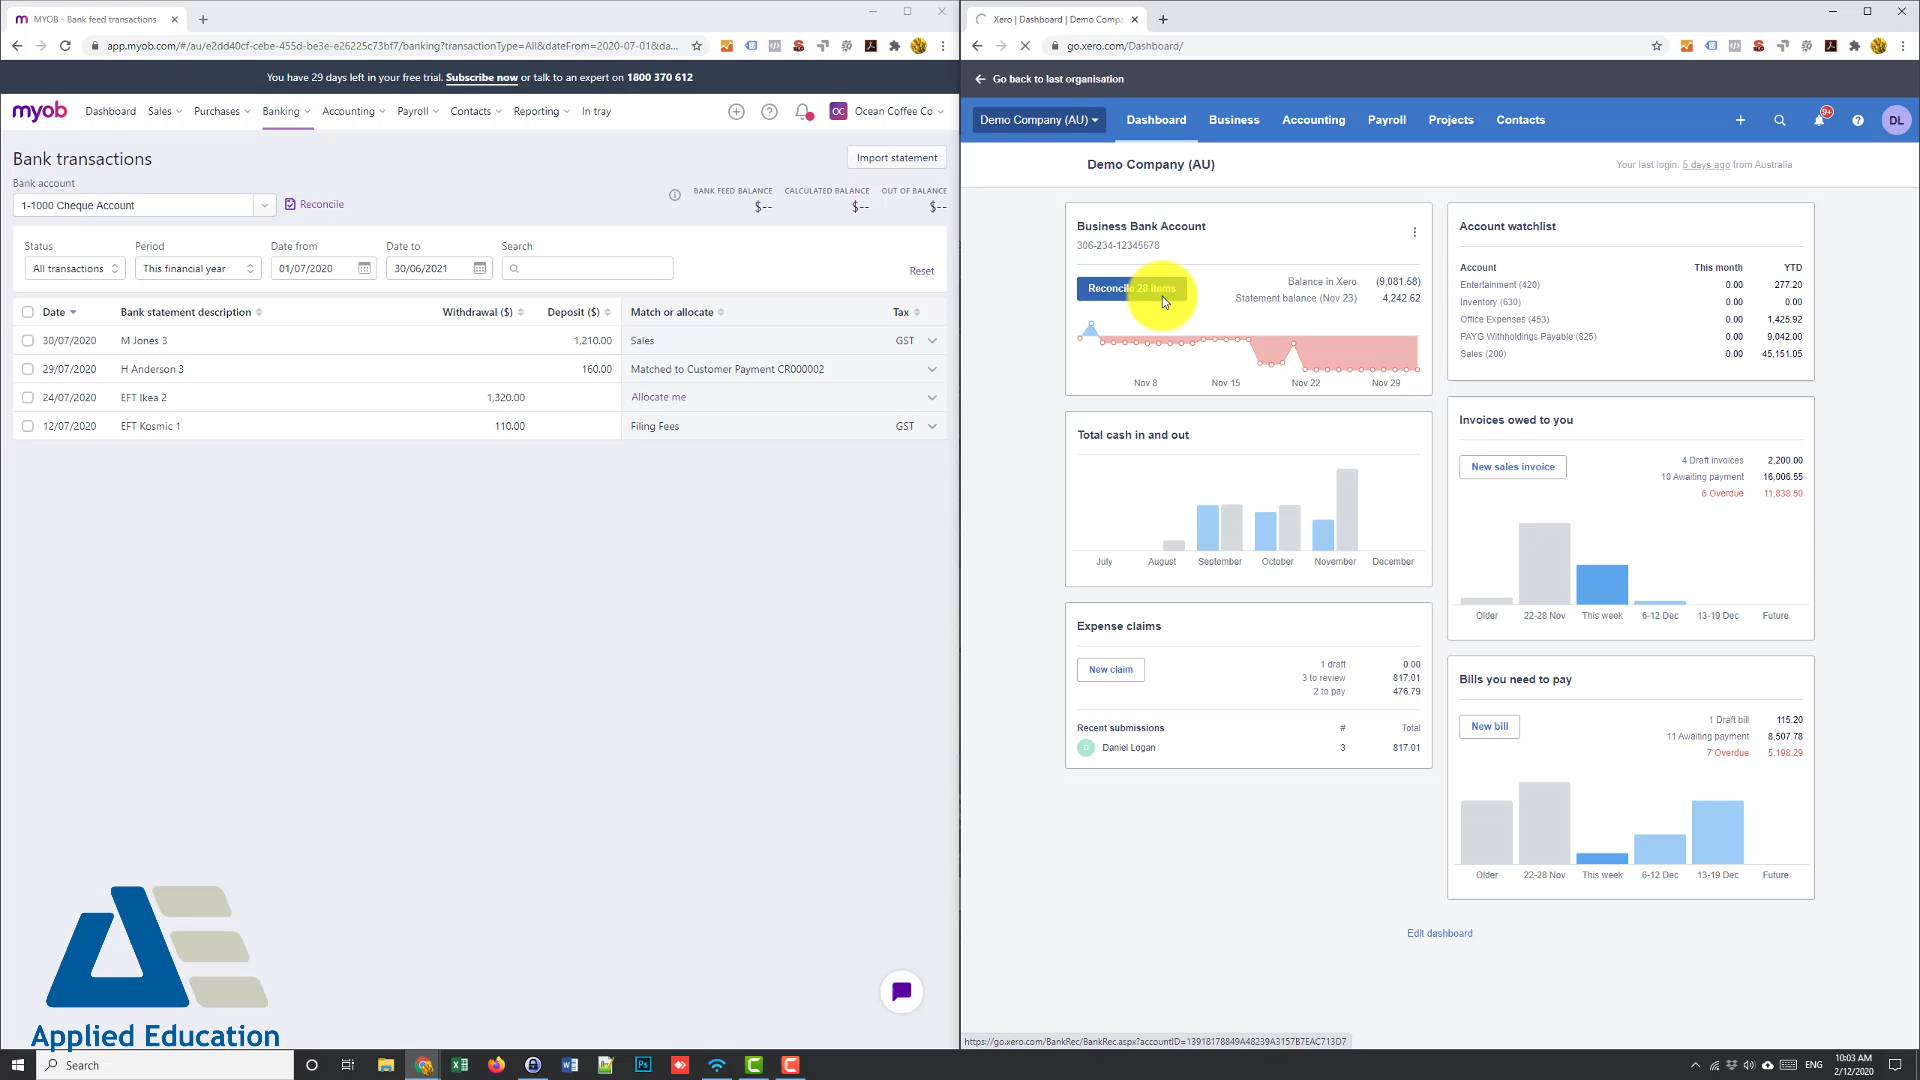 MYOB - Bank feed transactions
app.myob.com/#/au/e2dd40cf-cebe-455d-be3e-e26225c73bf7/banking?transactionType=All&dateFrom=2020-07-01&da...
You have 29 days left in your free trial. Subscribe now or talk to an expert on 1800 370 612
myob Dashboard Sales Purchases Banking Accounting Payroll Contacts Reporting In tray OC Ocean Coffee Co
Bank transactions Import statement
Bank account
1-1000 Cheque Account Reconcile
BANK FEED BALANCE CALCULATED BALANCE OUT OF BALANCE
$-- $-- $--
Status Period Date from Date to Search
All transactions This financial year 01/07/2020 30/06/2021 Reset
Date Bank statement description Withdrawal ($) Deposit ($) Match or allocate Tax
30/07/2020 M Jones 3 1,210.00 Sales GST
29/07/2020 H Anderson 3 160.00 Matched to Customer Payment CR000002
24/07/2020 EFT Ikea 2 1,320.00 Allocate me
12/07/2020 EFT Kosmic 1 110.00 Filing Fees GST
Applied Education
Xero | Dashboard | Demo Comp
go.xero.com/Dashboard/
Go back to last organisation
Demo Company (AU) Dashboard Business Accounting Payroll Projects Contacts 9+ DL
Demo Company (AU) Your last login: 5 days ago from Australia
Business Bank Account
306-234-12345678
Reconcile 28 items
Balance in Xero (9,081.58)
Statement balance (Nov 23) 4,242.62
Nov 8 Nov 15 Nov 22 Nov 29
Total cash in and out
July August September October November December
Expense claims
New claim
1 draft 0.00
3 to review 817.01
2 to pay 476.79
Recent submissions # Total
D Daniel Logan 3 817.01
Account watchlist
Account This month YTD
Entertainment (420) 0.00 277.20
Inventory (630) 0.00 0.00
Office Expenses (453) 0.00 1,425.92
PAYG Withholdings Payable (825) 0.00 9,042.00
Sales (200) 0.00 45,151.05
Invoices owed to you
New sales invoice
4 Draft invoices 2,200.00
10 Awaiting payment 16,006.55
6 Overdue 11,838.50
Older 22-28 Nov This week 6-12 Dec 13-19 Dec Future
Bills you need to pay
New bill
1 Draft bill 115.20
11 Awaiting payment 8,507.78
7 Overdue 5,198.29
Older 22-28 Nov This week 6-12 Dec 13-19 Dec Future
Edit dashboard
https://go.xero.com/BankRec/BankRec.aspx?accountID=13918178849A48239A3157B7EAC713D7
Search
Ps
ENG
10:03 AM
2/12/2020